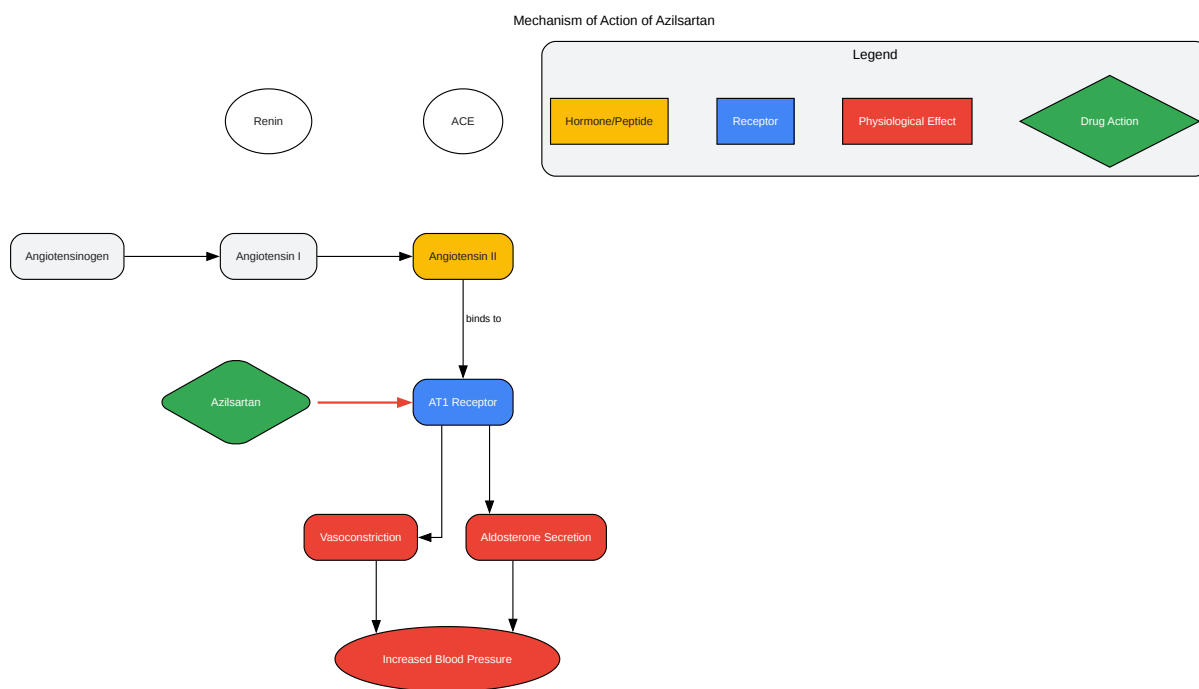 Mechanism of Action of Azilsartan
Legend
Renin
ACE
Hormone/Peptide
Receptor
Physiological Effect
Drug Action
Angiotensinogen
Angiotensin I
Angiotensin II
binds to
Azilsartan
AT1 Receptor
Vasoconstriction
Aldosterone Secretion
Increased Blood Pressure